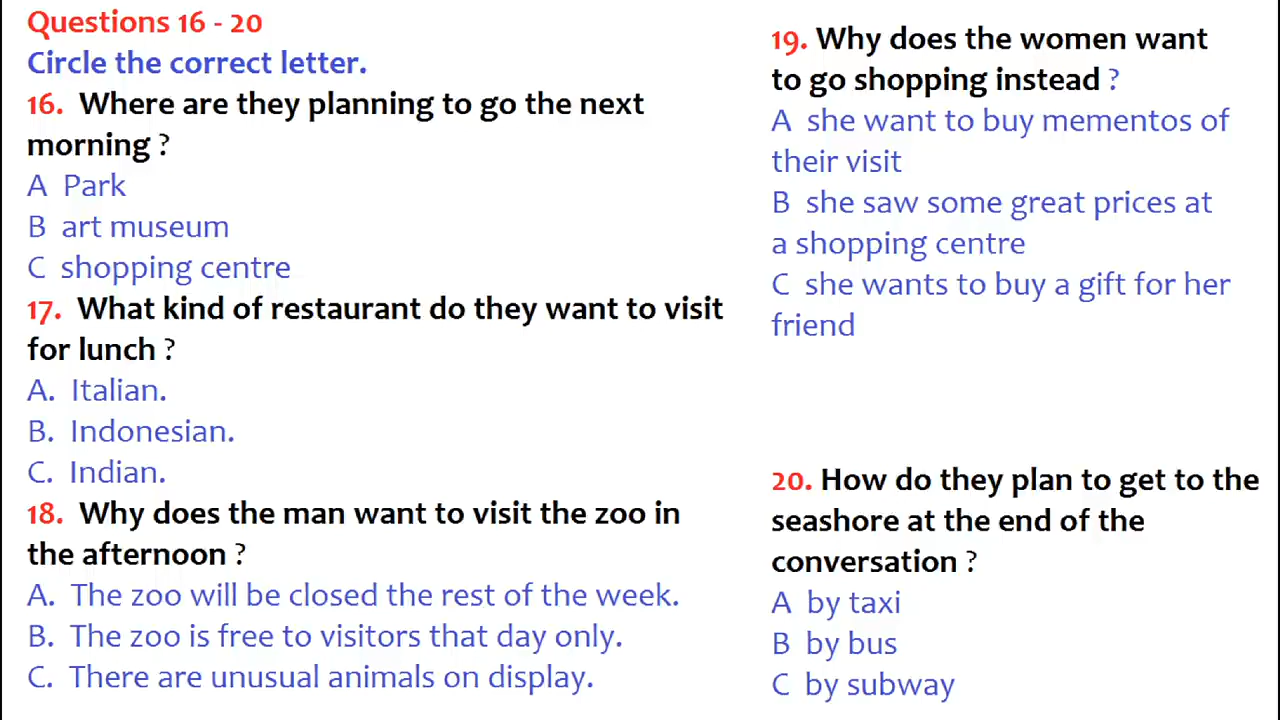 Questions 16 - 20
Circle the correct letter.
16. Where are they planning to go the next
morning ?
A Park
B art museum
C shopping centre
17. What kind of restaurant do they want to visit
for lunch ?
A. Italian.
B. Indonesian.
C. Indian.
18. Why does the man want to visit the zoo in
the afternoon ?
A. The zoo will be closed the rest of the week.
B. The zoo is free to visitors that day only.
C. There are unusual animals on display.
19. Why does the women want
to go shopping instead ?
A she want to buy mementos of
their visit
B she saw some great prices at
a shopping centre
C she wants to buy a gift for her
friend
20. How do they plan to get to the
seashore at the end of the
conversation ?
A by taxi
B by bus
C by subway